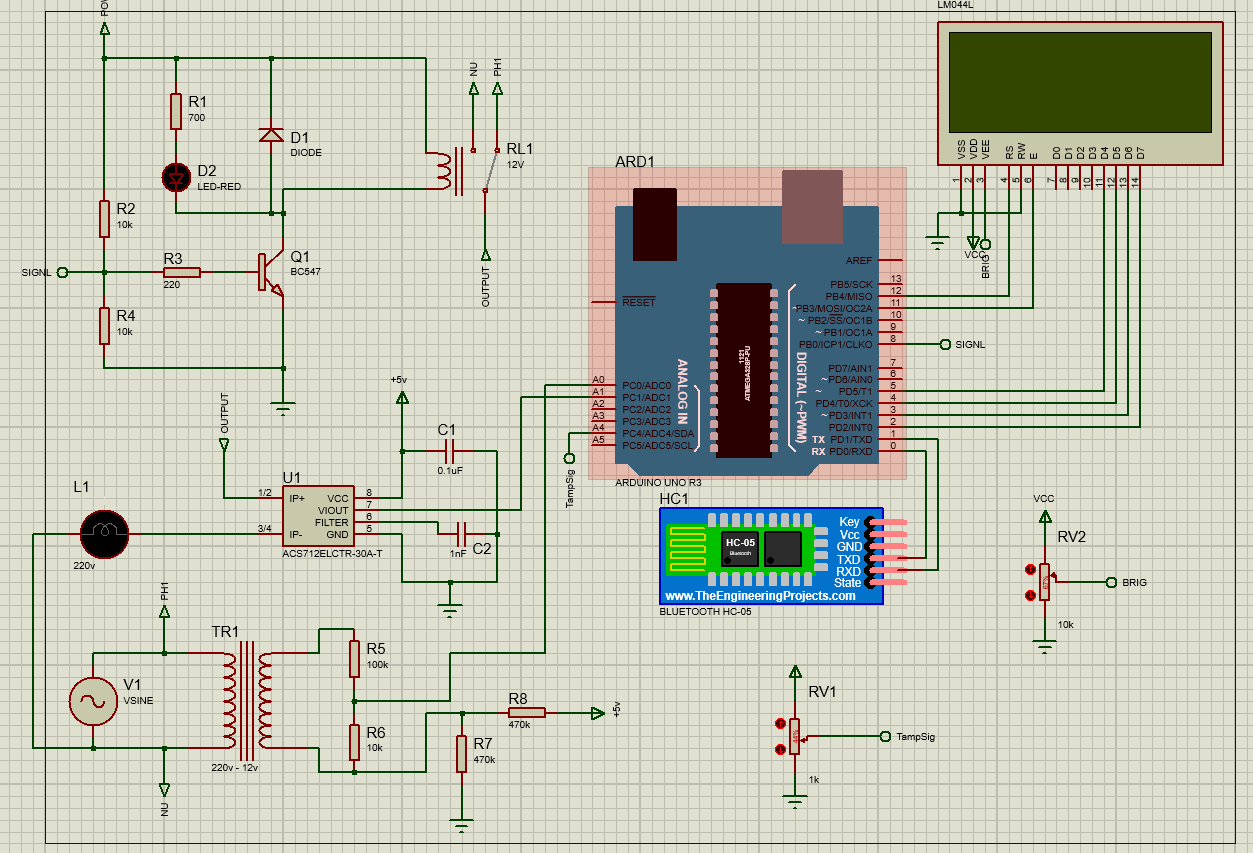 LM044L
R1
700
D1
DIODE
D2
LED-RED
NU
PH1
RL1
12V
OUTPUT
R2
10k
R3
220
SIGNL
Q1
BC547
R4
10k
VSS
VDD
VEE
RS
RW
E
D0
D1
D2
D3
D4
D5
D6
D7
1
2
3
4
5
6
7
8
9
10
11
12
13
14
VCC
BRIG
ARD1
RESET
AREF
PB5/SCK 13
PB4/MISO 12
~PB3/MOSI/OC2A 11
~PB2/SS/OC1B 10
~PB1/OC1A 9
PB0/ICP1/CLKO 8
SIGNL
PD7/AIN1 7
~PD6/AIN0 6
~PD5/T1 5
PD4/T0/XCK 4
~PD3/INT1 3
PD2/INT0 2
TX PD1/TXD 1
RX PD0/RXD 0
A0 PC0/ADC0
A1 PC1/ADC1
A2 PC2/ADC2
A3 PC3/ADC3
A4 PC4/ADC4/SDA
A5 PC5/ADC5/SCL
ANALOG IN
1121
ATMEGA328P-PU
DIGITAL (~PWM)
ARDUINO UNO R3
TampSig
+5v
OUTPUT
C1
0.1uF
U1
1/2 IP+
3/4 IP-
VCC 8
VIOUT 7
FILTER 6
GND 5
ACS712ELCTR-30A-T
1nF
C2
L1
220v
HC1
HC-05
Bluetooth
Key
Vcc
GND
TXD
RXD
State
www.TheEngineeringProjects.com
BLUETOOTH HC-05
VCC
RV2
67%
BRIG
10k
PH1
TR1
V1
VSINE
220v - 12v
NU
R5
100k
R6
10k
R8
470k
+5v
R7
470k
RV1
TampSig
1k